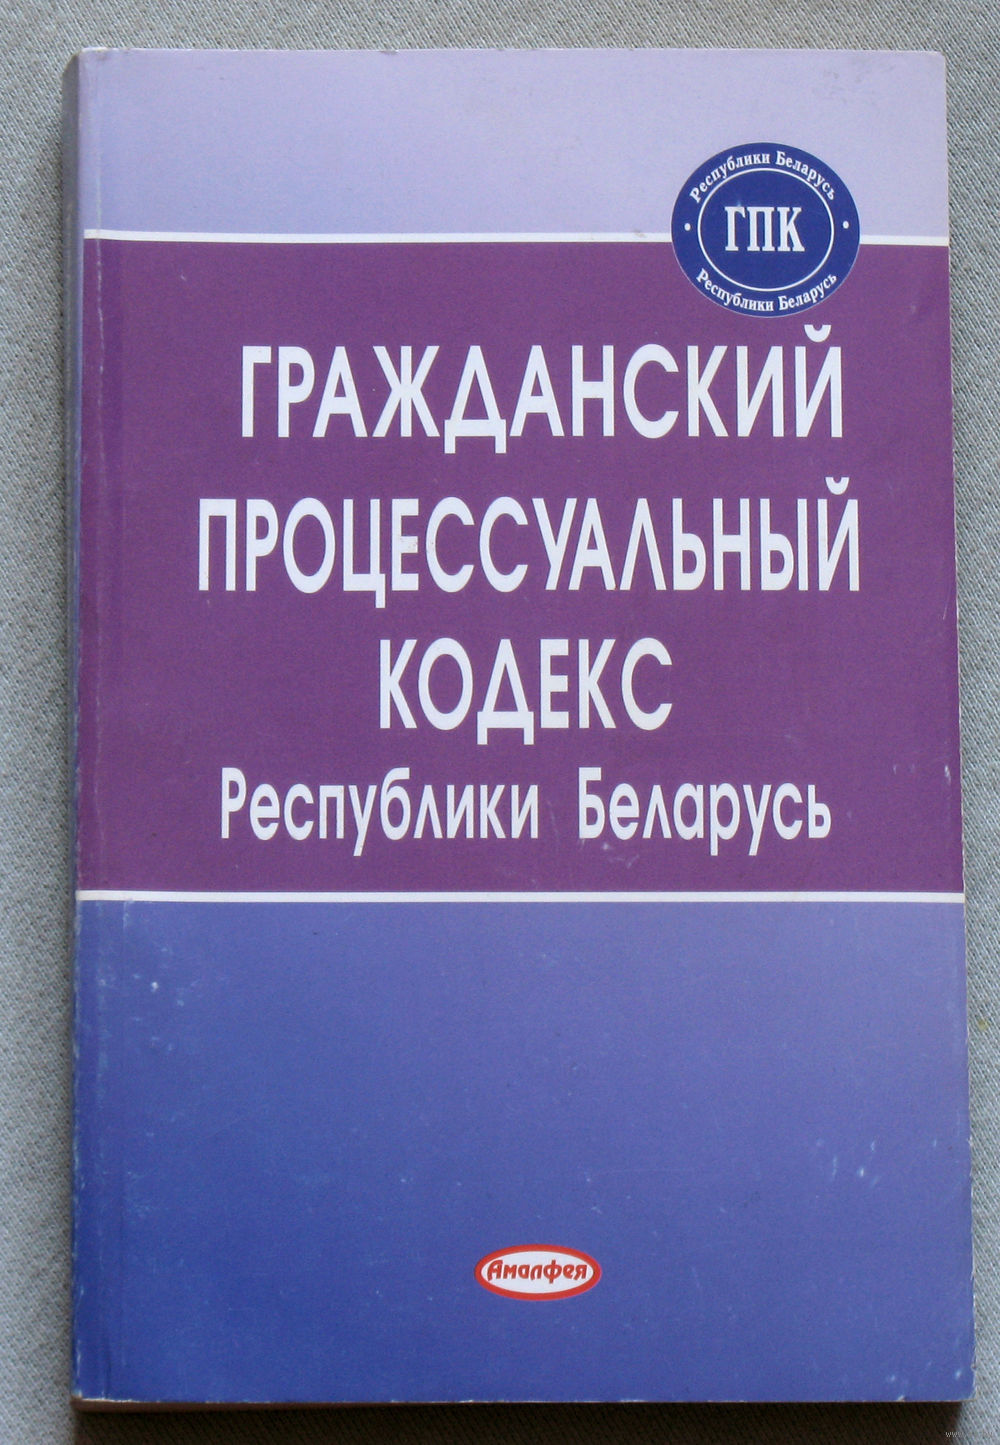 Республики Беларусь
ГПК
Республики Беларусь
ГРАЖДАНСКИЙ
ПРОЦЕССУАЛЬНЫЙ
КОДЕКС
Республики Беларусь
Амалфея